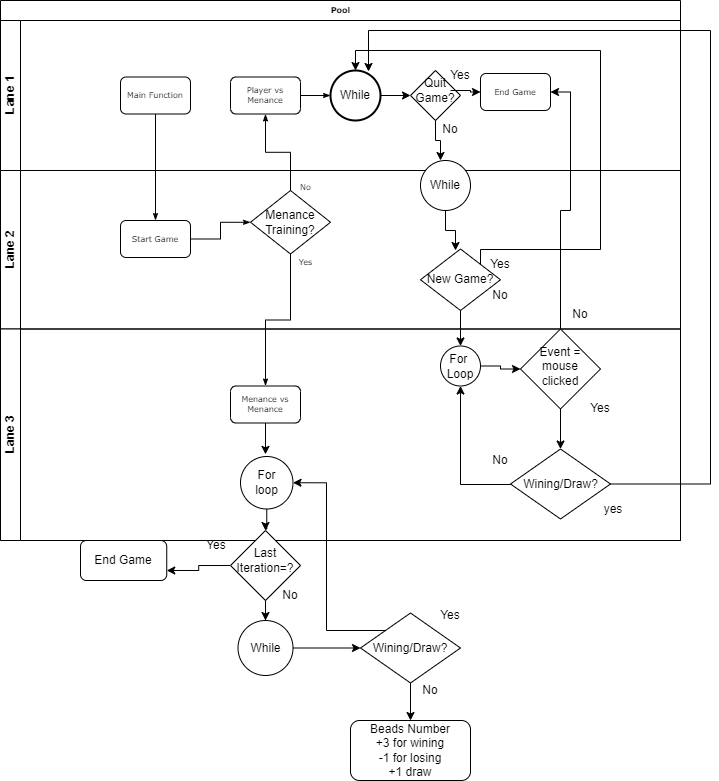 Pool
Lane 1
Main Function
Player vs
Menance
While
Quit
Game?
Yes
End Game
No
Lane 2
Start Game
Menance
Training?
No
Yes
While
New Game?
Yes
No
Lane 3
Menance vs
Menance
For
Loop
Event =
mouse
clicked
No
Yes
Wining/Draw?
No
yes
For
loop
Last
Iteration=?
Yes
End Game
No
While
Wining/Draw?
Yes
No
Beads Number
+3 for wining
-1 for losing
+1 draw